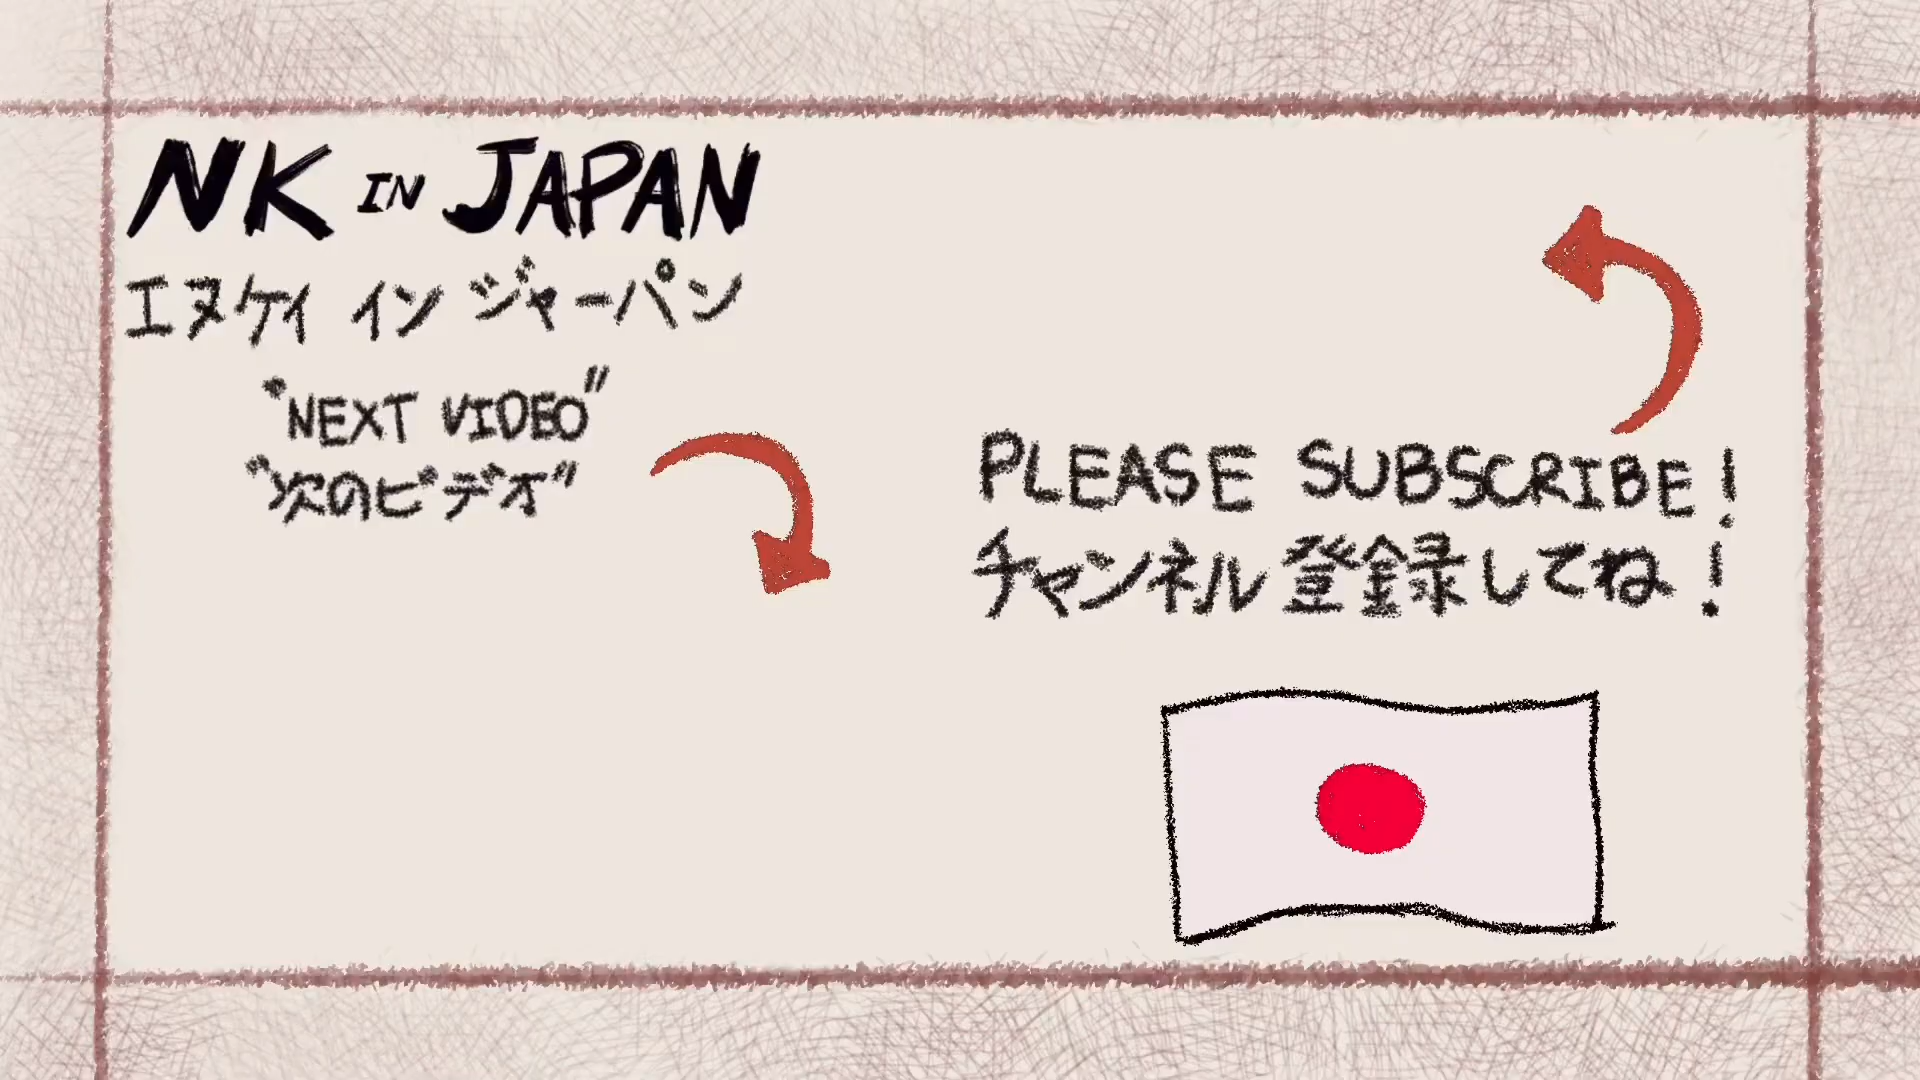 NK IN JAPAN
エヌケイ イン ジャーパン
"NEXT VIDEO"
"次のビデオ"
PLEASE SUBSCRIBE!
チャンネル登録してね!